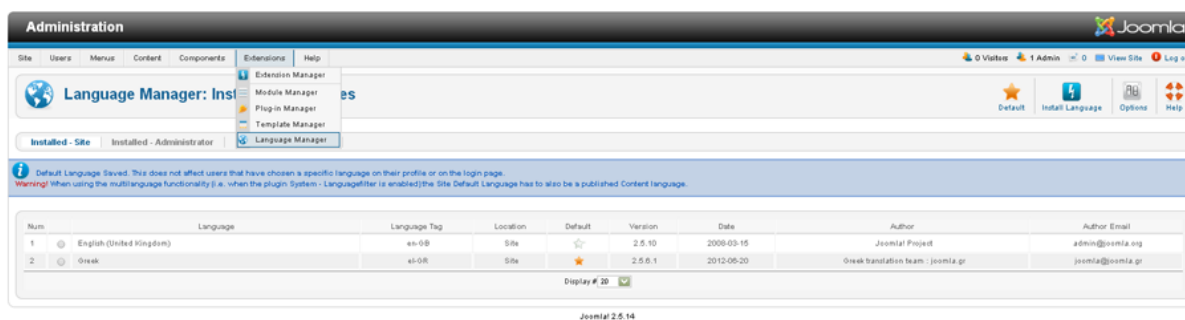 Administration Joomla
Site Users Menus Content Components Extensions Help 0 Visitors 1 Admin 0 View Site Log o
Extension Manager
Module Manager
Plug-in Manager
Template Manager
Language Manager
Language Manager: Inst es
Default Install Language Options Help
Installed - Site Installed - Administrator
Default Language Saved. This does not affect users that have chosen a specific language on their profile or on the login page.
Warning! When using the multilanguage functionality (i.e. when the plugin System - Languagefilter is enabled)the Site Default Language has to also be a published Content language.
Num Language Language Tag Location Default Version Date Author Author Email
1 English (United Kingdom) en-GB Site 2.5.10 2008-03-15 Joomla! Project admin@joomla.org
2 Greek el-GR Site 2.5.6.1 2012-06-20 Greek translation team : joomla.gr joomla@joomla.gr
Display # 20
Joomla! 2.5.14